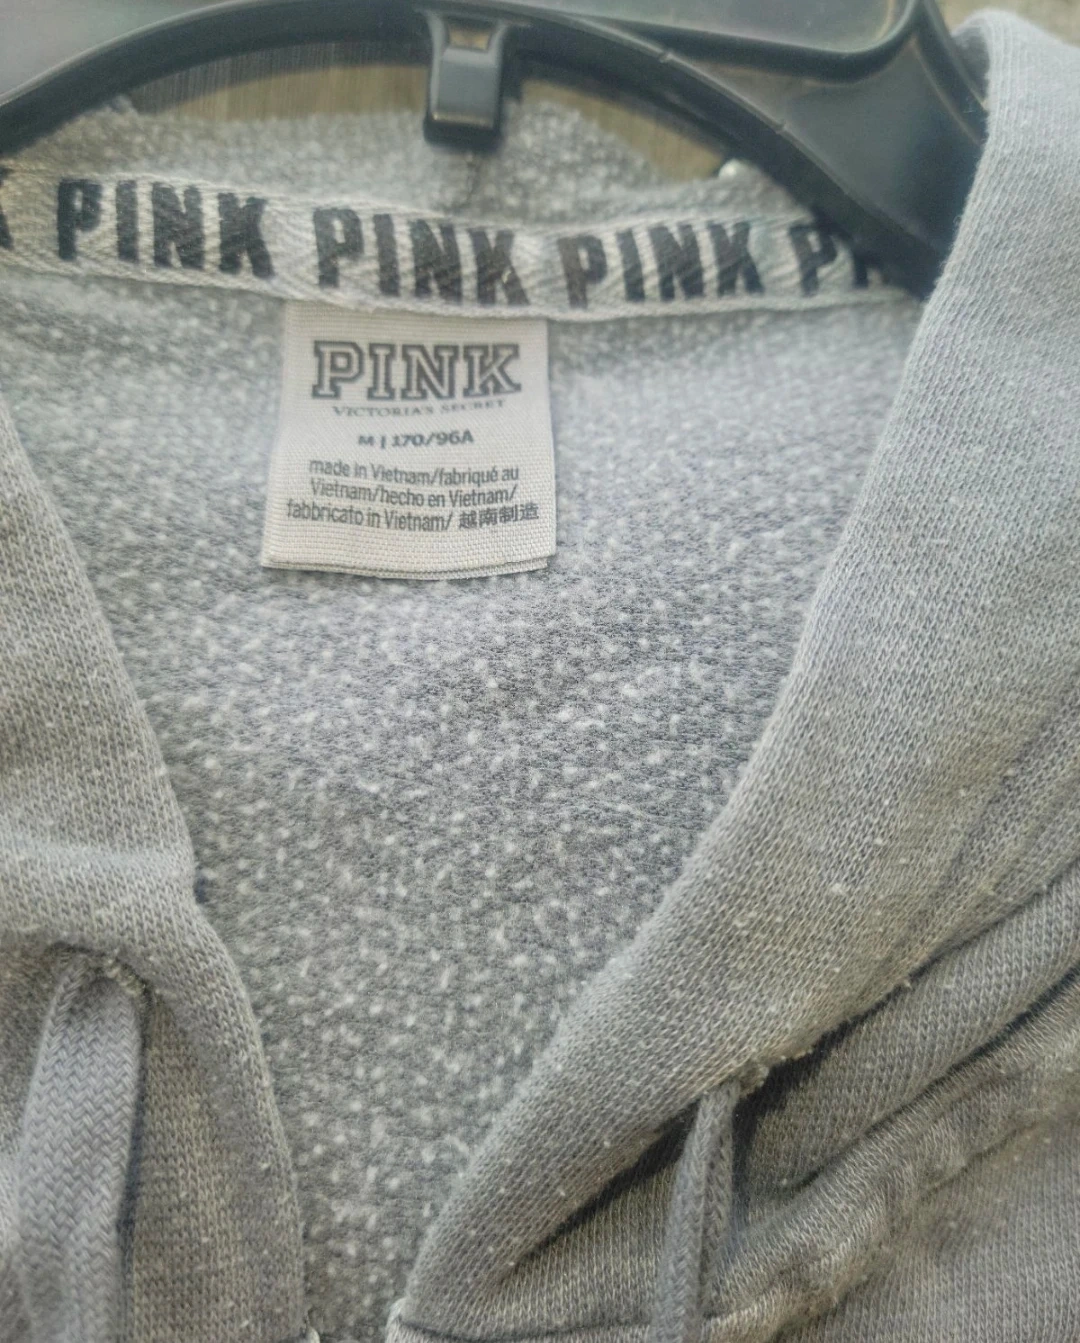 PINK PINK PINK P
PINK
VICTORIA'S SECRET
M | 170/96A
made in Vietnam/fabriqué au
Vietnam/hecho en Vietnam/
fabbricato in Vietnam/ 越南制造